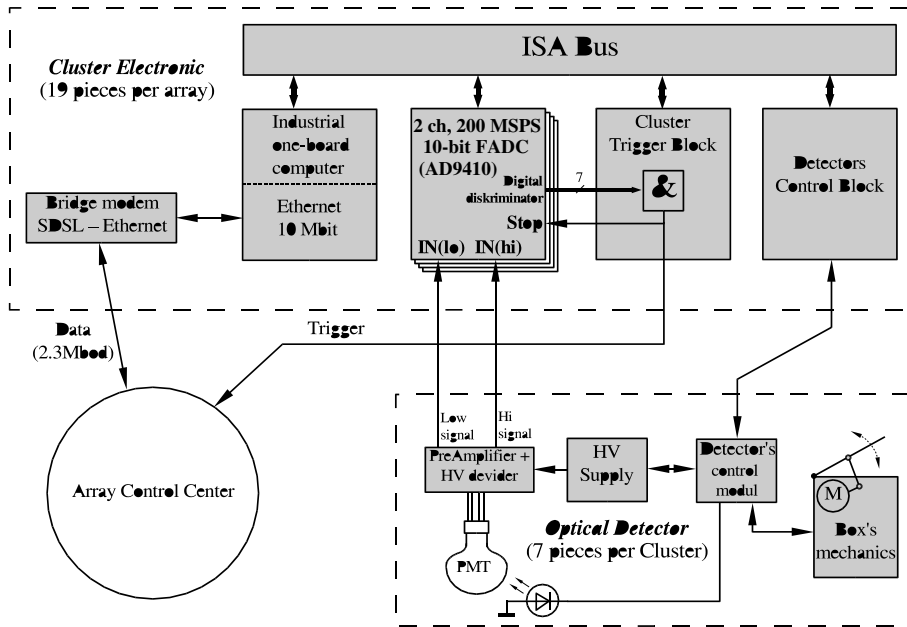 ISA Bus
Cluster Electronic
(19 pieces per array)
Industrial
one-board
computer
Ethernet
10 Mbit
2 ch, 200 MSPS
10-bit FADC
(AD9410)
Digital
diskriminator
Stop
IN(lo) IN(hi)
7
Cluster
Trigger Block
&
Detectors
Control Block
Bridge modem
SDSL – Ethernet
Data
(2.3Mbod)
Trigger
Array Control Center
Low
signal
Hi
signal
PreAmplifier +
HV devider
HV
Supply
Detector's
control
modul
M
Box's
mechanics
Optical Detector
(7 pieces per Cluster)
PMT